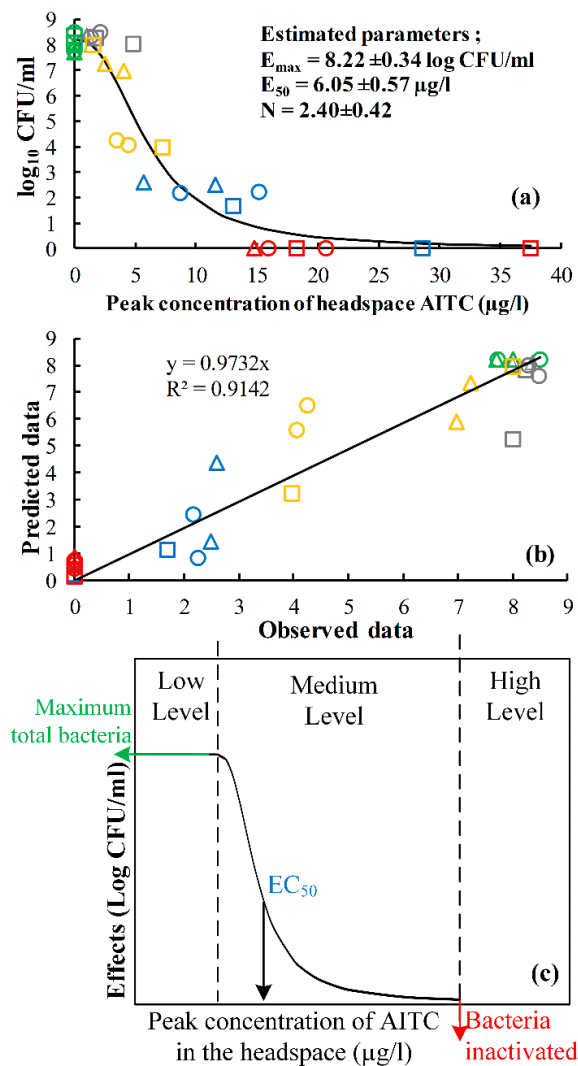 Estimated parameters ;
Emax = 8.22 ±0.34 log CFU/ml
E50 = 6.05 ±0.57 µg/l
N = 2.40±0.42
log10 CFU/ml
9
8
7
6
5
4
3
2
1
0
(a)
0 5 10 15 20 25 30 35 40
Peak concentration of headspace AITC (µg/l)
y = 0.9732x
R² = 0.9142
Predicted data
9
8
7
6
5
4
3
2
1
0
(b)
0 1 2 3 4 5 6 7 8 9
Observed data
Low
Level
Medium
Level
High
Level
Maximum
total bacteria
Effects (Log CFU/ml)
EC50
(c)
Peak concentration of AITC
in the headspace (µg/l)
Bacteria
inactivated